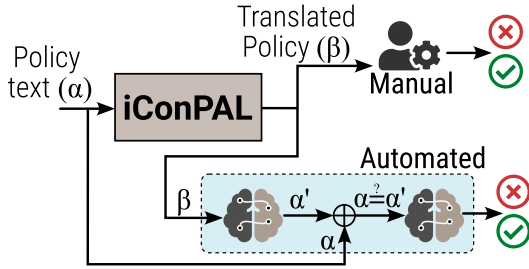 Translated
Policy (β)
Policy
text (α)
iConPAL
Manual
Automated
β
α'
α≟α'
α